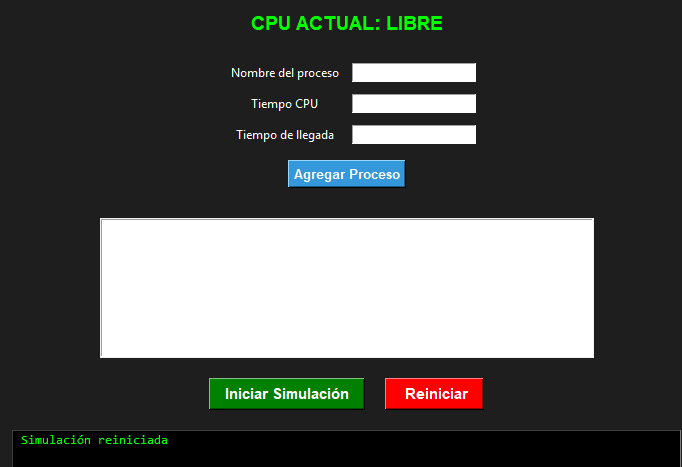 CPU ACTUAL: LIBRE
Nombre del proceso
Tiempo CPU
Tiempo de llegada
Agregar Proceso
Iniciar Simulación Reiniciar
Simulación reiniciada